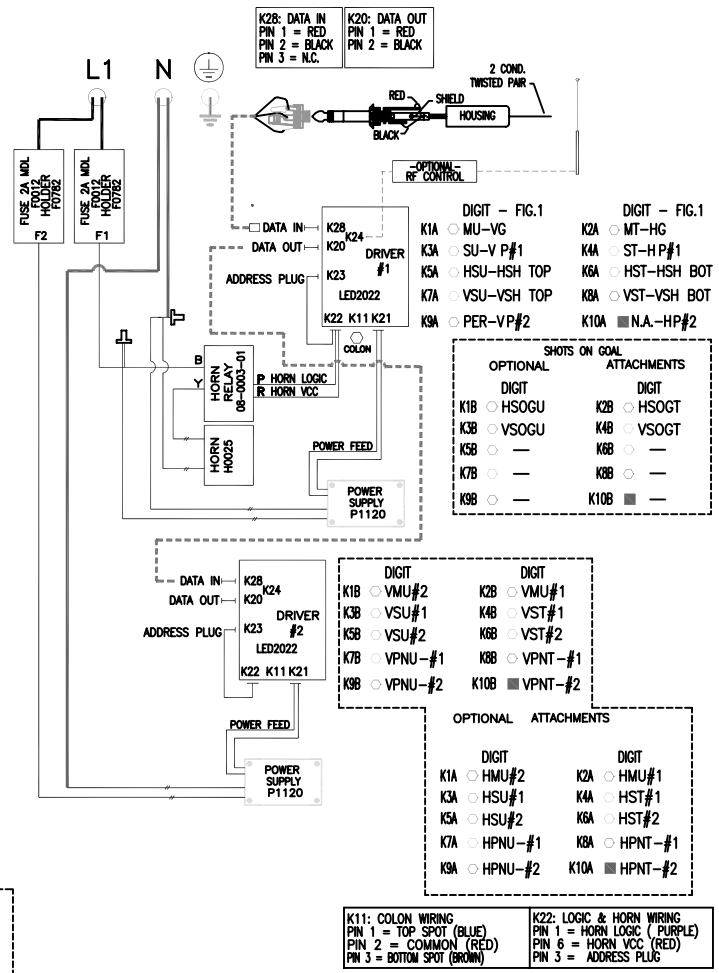 K28: DATA IN
PIN 1 = RED
PIN 2 = BLACK
PIN 3 = N.C.
K20: DATA OUT
PIN 1 = RED
PIN 2 = BLACK
L1
N
2 COND.
TWISTED PAIR
RED
SHIELD
HOUSING
BLACK
-OPTIONAL-
RF CONTROL
FUSE 2A MDL
F0012
HOLDER
F0782
F2
FUSE 2A MDL
F0012
HOLDER
F0782
F1
DATA IN
DATA OUT
ADDRESS PLUG
K28
K24
K20
K23
DRIVER
#1
LED2022
K22 K11 K21
COLON
DIGIT - FIG.1
K1A MU-VG
K3A SU-V P#1
K5A HSU-HSH TOP
K7A VSU-VSH TOP
K9A PER-VP#2
DIGIT - FIG.1
K2A MT-HG
K4A ST-H P#1
K6A HST-HSH BOT
K8A VST-VSH BOT
K10A N.A.-HP#2
B
Y
HORN
RELAY
08-0003-01
P HORN LOGIC
R HORN VCC
HORN
H0025
POWER FEED
POWER
SUPPLY
P1120
SHOTS ON GOAL
OPTIONAL ATTACHMENTS
DIGIT DIGIT
K1B HSOGU K2B HSOGT
K3B VSOGU K4B VSOGT
K5B — K6B —
K7B — K8B —
K9B — K10B —
DATA IN
DATA OUT
ADDRESS PLUG
K28
K24
K20
K23
DRIVER
#2
LED2022
K22 K11 K21
POWER FEED
POWER
SUPPLY
P1120
DIGIT DIGIT
K1B VMU#2 K2B VMU#1
K3B VSU#1 K4B VST#1
K5B VSU#2 K6B VST#2
K7B VPNU-#1 K8B VPNT-#1
K9B VPNU-#2 K10B VPNT-#2
OPTIONAL ATTACHMENTS
DIGIT DIGIT
K1A HMU#2 K2A HMU#1
K3A HSU#1 K4A HST#1
K5A HSU#2 K6A HST#2
K7A HPNU-#1 K8A HPNT-#1
K9A HPNU-#2 K10A HPNT-#2
K11: COLON WIRING
PIN 1 = TOP SPOT (BLUE)
PIN 2 = COMMON (RED)
PIN 3 = BOTTOM SPOT (BROWN)
K22: LOGIC & HORN WIRING
PIN 1 = HORN LOGIC ( PURPLE)
PIN 6 = HORN VCC (RED)
PIN 3 = ADDRESS PLUG